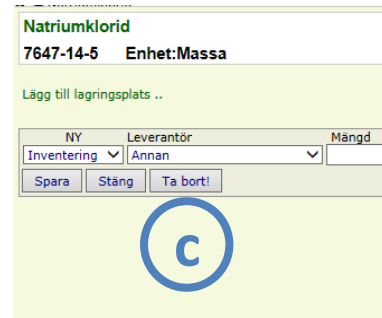 Natriumklorid
7647-14-5 Enhet:Massa
Lägg till lagringsplats ..
NY Leverantör Mängd
Inventering Annan
Spara Stäng Ta bort!
c